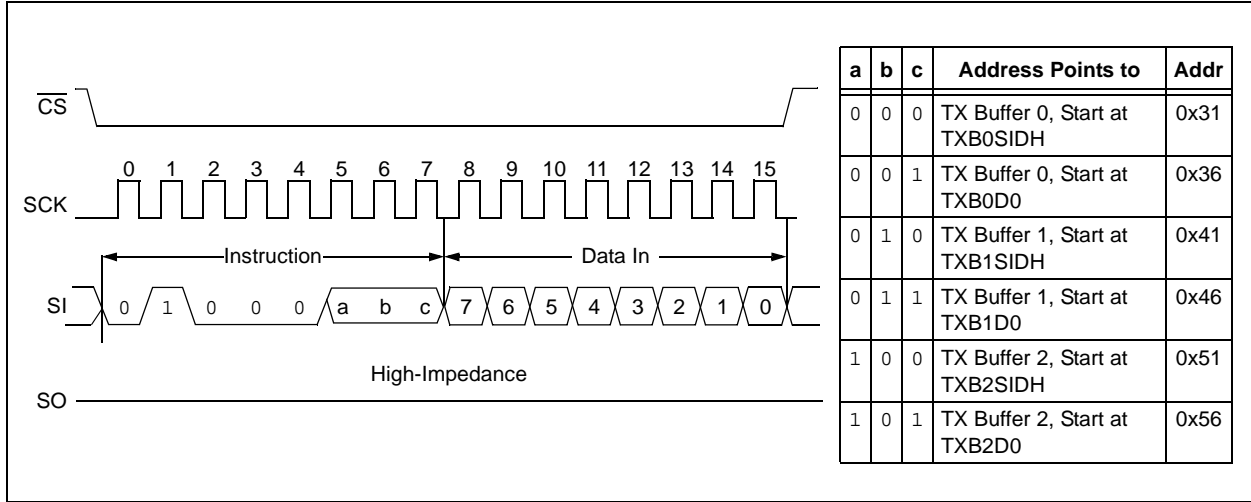 CS
SCK
0 1 2 3 4 5 6 7 8 9 10 11 12 13 14 15
Instruction
Data In
SI
0 1 0 0 0 a b c 7 6 5 4 3 2 1 0
High-Impedance
SO
a b c Address Points to Addr
0 0 0 TX Buffer 0, Start at 0x31
TXB0SIDH
0 0 1 TX Buffer 0, Start at 0x36
TXB0D0
0 1 0 TX Buffer 1, Start at 0x41
TXB1SIDH
0 1 1 TX Buffer 1, Start at 0x46
TXB1D0
1 0 0 TX Buffer 2, Start at 0x51
TXB2SIDH
1 0 1 TX Buffer 2, Start at 0x56
TXB2D0